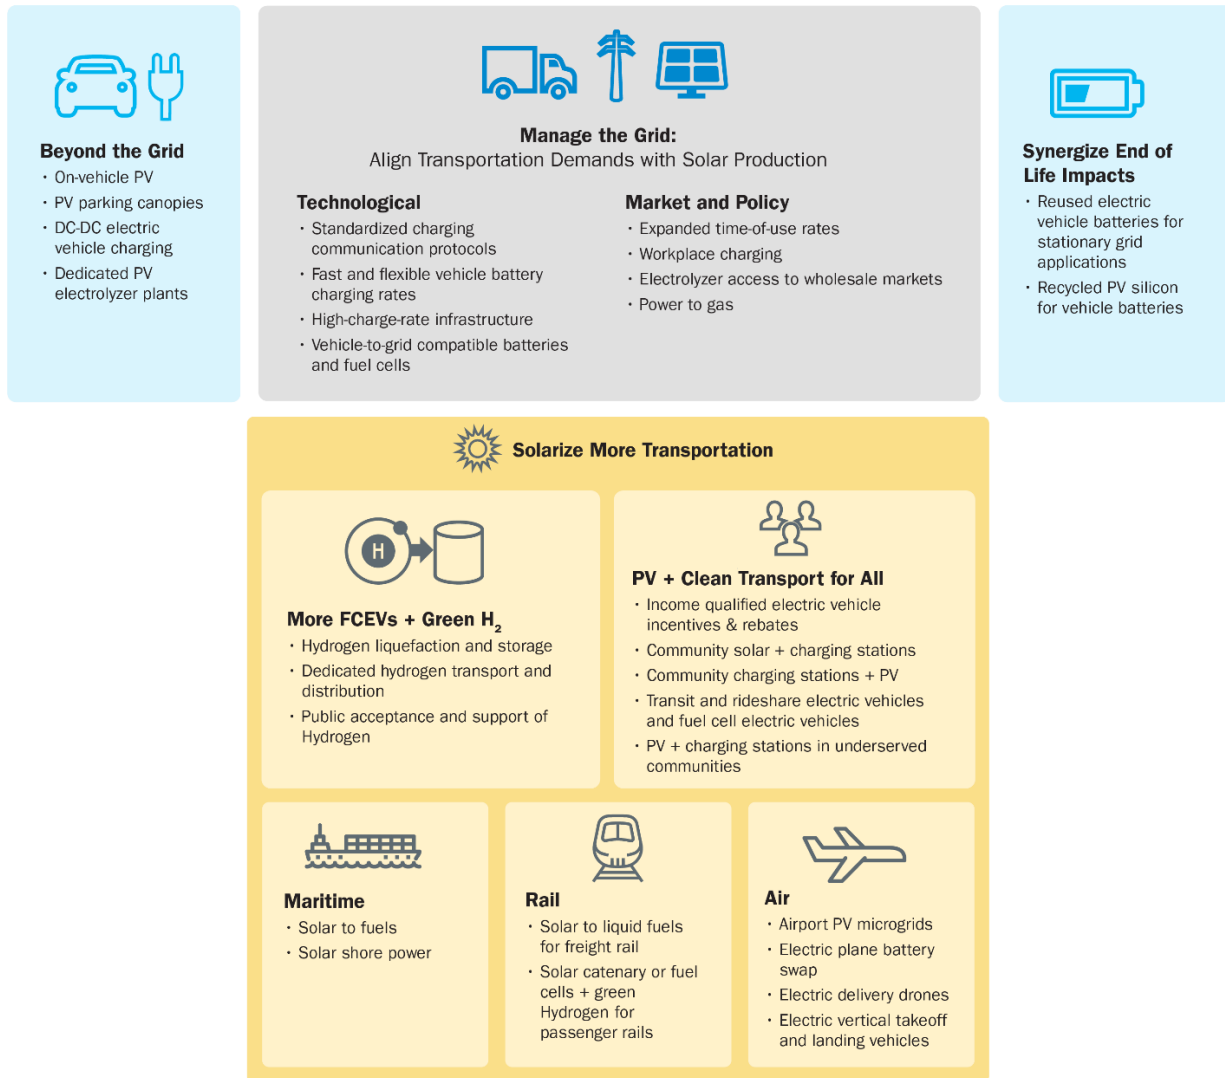 Beyond the Grid
· On-vehicle PV
· PV parking canopies
· DC-DC electric
vehicle charging
· Dedicated PV
electrolyzer plants
Manage the Grid:
Align Transportation Demands with Solar Production
Technological
· Standardized charging
communication protocols
· Fast and flexible vehicle battery
charging rates
· High-charge-rate infrastructure
· Vehicle-to-grid compatible batteries
and fuel cells
Market and Policy
· Expanded time-of-use rates
· Workplace charging
· Electrolyzer access to wholesale markets
· Power to gas
Synergize End of
Life Impacts
· Reused electric
vehicle batteries for
stationary grid
applications
· Recycled PV silicon
for vehicle batteries
Solarize More Transportation
H
More FCEVs + Green H₂
· Hydrogen liquefaction and storage
· Dedicated hydrogen transport and
distribution
· Public acceptance and support of
Hydrogen
PV + Clean Transport for All
· Income qualified electric vehicle
incentives & rebates
· Community solar + charging stations
· Community charging stations + PV
· Transit and rideshare electric vehicles
and fuel cell electric vehicles
· PV + charging stations in underserved
communities
Maritime
· Solar to fuels
· Solar shore power
Rail
· Solar to liquid fuels
for freight rail
· Solar catenary or fuel
cells + green
Hydrogen for
passenger rails
Air
· Airport PV microgrids
· Electric plane battery
swap
· Electric delivery drones
· Electric vertical takeoff
and landing vehicles